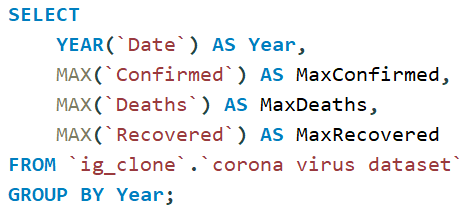 SELECT
YEAR(`Date`) AS Year,
MAX(`Confirmed`) AS MaxConfirmed,
MAX(`Deaths`) AS MaxDeaths,
MAX(`Recovered`) AS MaxRecovered
FROM `ig_clone`.`corona virus dataset`
GROUP BY Year;